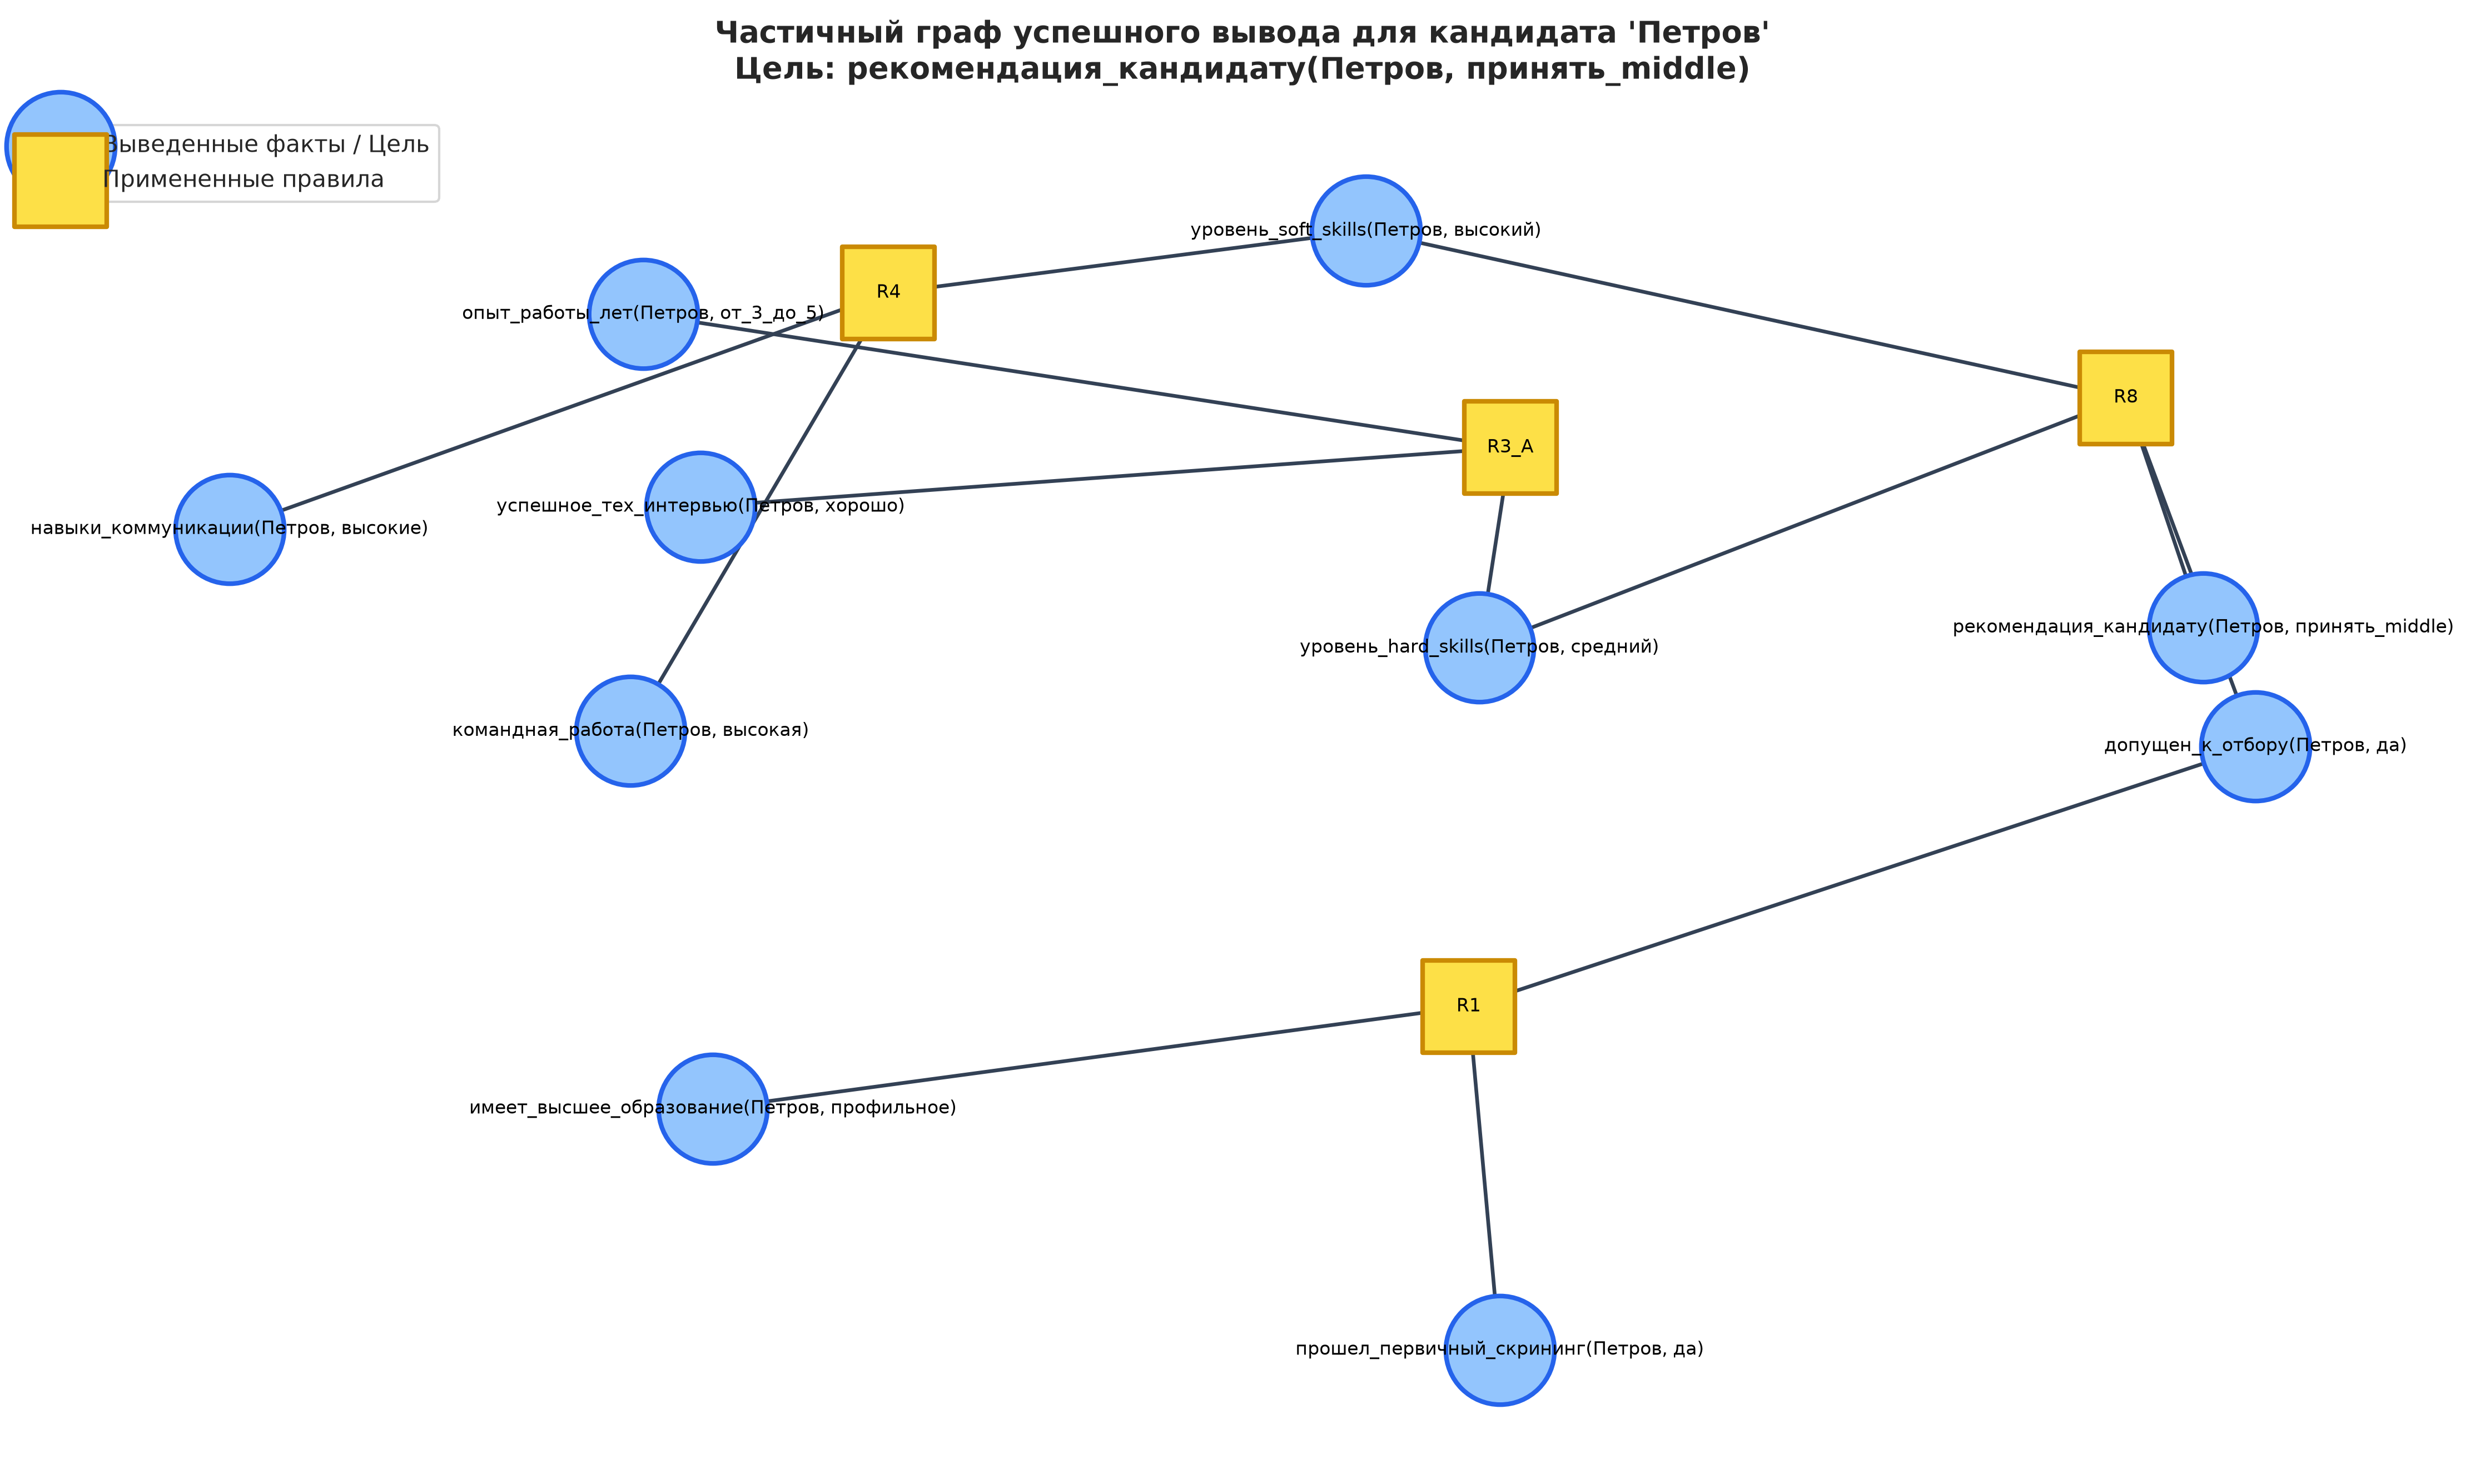 Частичный граф успешного вывода для кандидата 'Петров'
Цель: рекомендация_кандидату(Петров, принять_middle)
Выведенные факты / Цель
Примененные правила
уровень_soft_skills(Петров, высокий)
R4
опыт_работы_лет(Петров, от_3_до_5)
R8
R3_A
успешное_тех_интервью(Петров, хорошо)
навыки_коммуникации(Петров, высокие)
рекомендация_кандидату(Петров, принять_middle)
уровень_hard_skills(Петров, средний)
командная_работа(Петров, высокая)
допущен_к_отбору(Петров, да)
R1
имеет_высшее_образование(Петров, профильное)
прошел_первичный_скрининг(Петров, да)